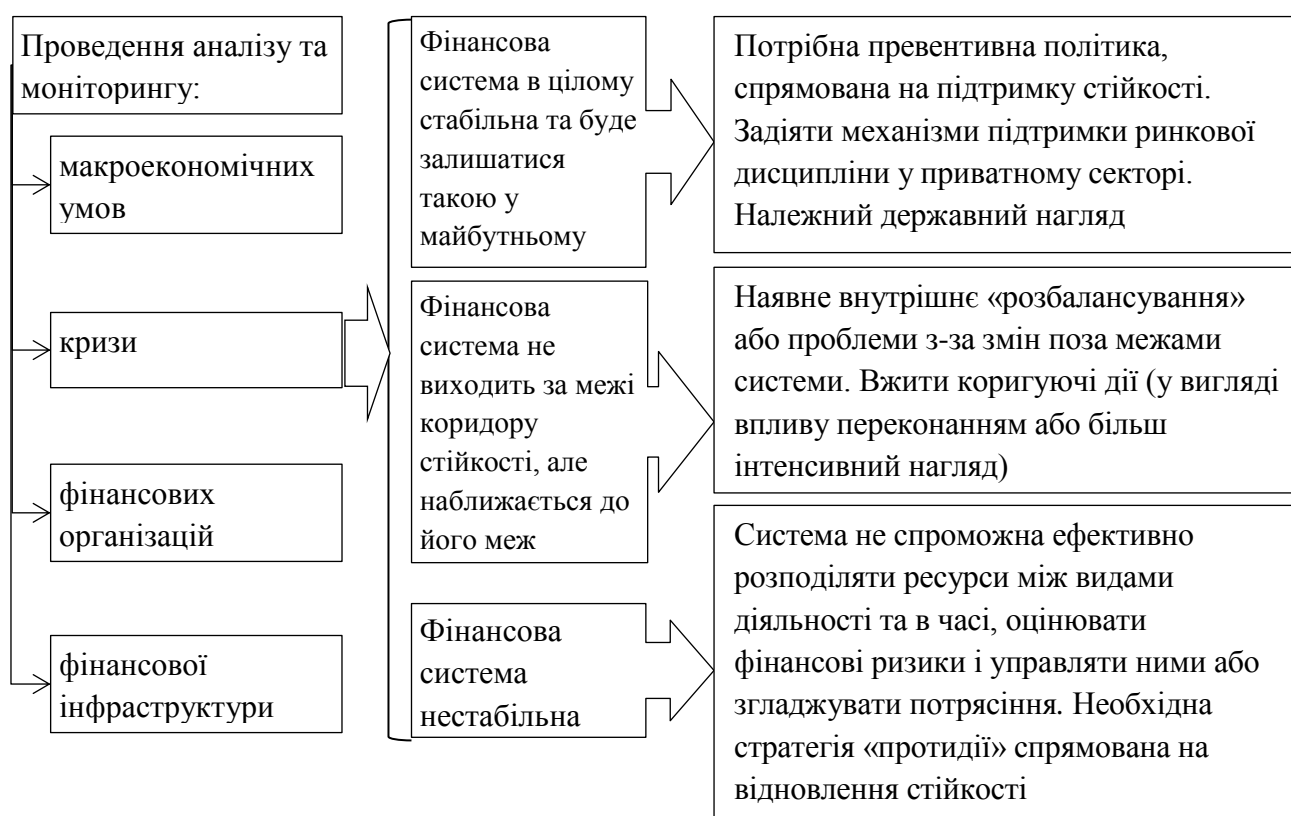 Проведення аналізу та
моніторингу:
макроекономічних
умов
кризи
фінансових
організацій
фінансової
інфраструктури
Фінансова
система в цілому
стабільна та буде
залишатися
такою у
майбутньому
Фінансова
система не
виходить за межі
коридору
стійкості, але
наближається до
його меж
Фінансова
система
нестабільна
Потрібна превентивна політика,
спрямована на підтримку стійкості.
Задіяти механізми підтримки ринкової
дисципліни у приватному секторі.
Належний державний нагляд
Наявне внутрішнє «розбалансування»
або проблеми з-за змін поза межами
системи. Вжити коригуючі дії (у вигляді
впливу переконанням або більш
інтенсивний нагляд)
Система не спроможна ефективно
розподіляти ресурси між видами
діяльності та в часі, оцінювати
фінансові ризики і управляти ними або
згладжувати потрясіння. Необхідна
стратегія «протидії» спрямована на
відновлення стійкості